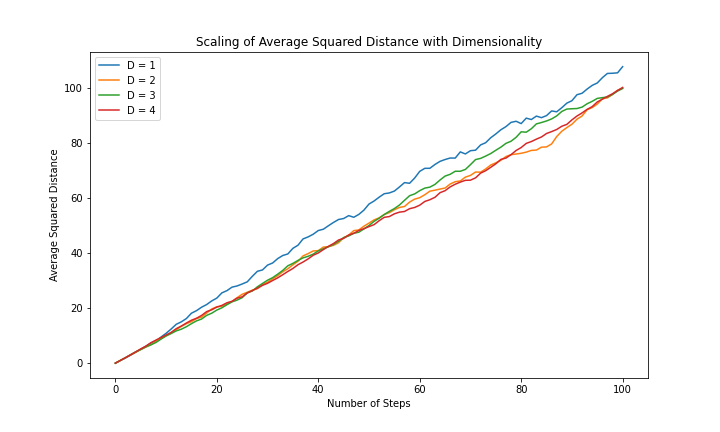 Scaling of Average Squared Distance with Dimensionality
D = 1
D = 2
D = 3
D = 4
Average Squared Distance
100
80
60
40
20
0
0 20 40 60 80 100
Number of Steps